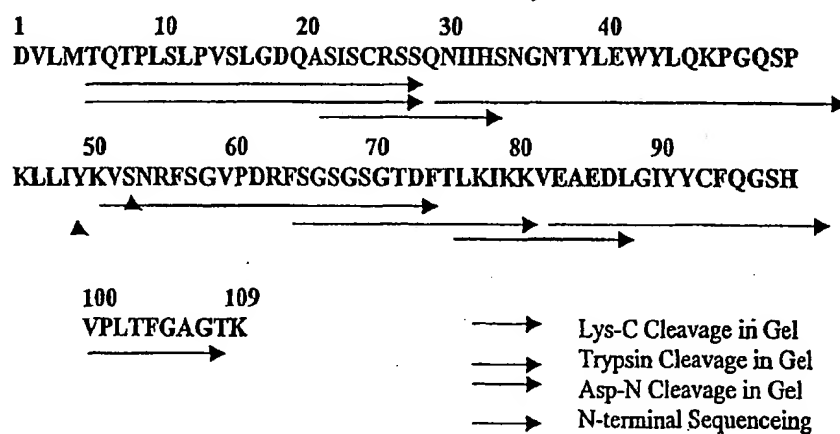 1 10 20 30 40
DVLMTQTPLSLPVSLGDQASISCRSSQNIIHSNGNTYLEWYLQKPGQSP
50 60 70 80 90
KLLIYKVSNRFSGVPDRFSGSGSGTDFTLKIKKVEAEDLGIYYCFQGSH
100 109
VPLTFGAGTK
Lys-C Cleavage in Gel
Trypsin Cleavage in Gel
Asp-N Cleavage in Gel
N-terminal Sequenceing